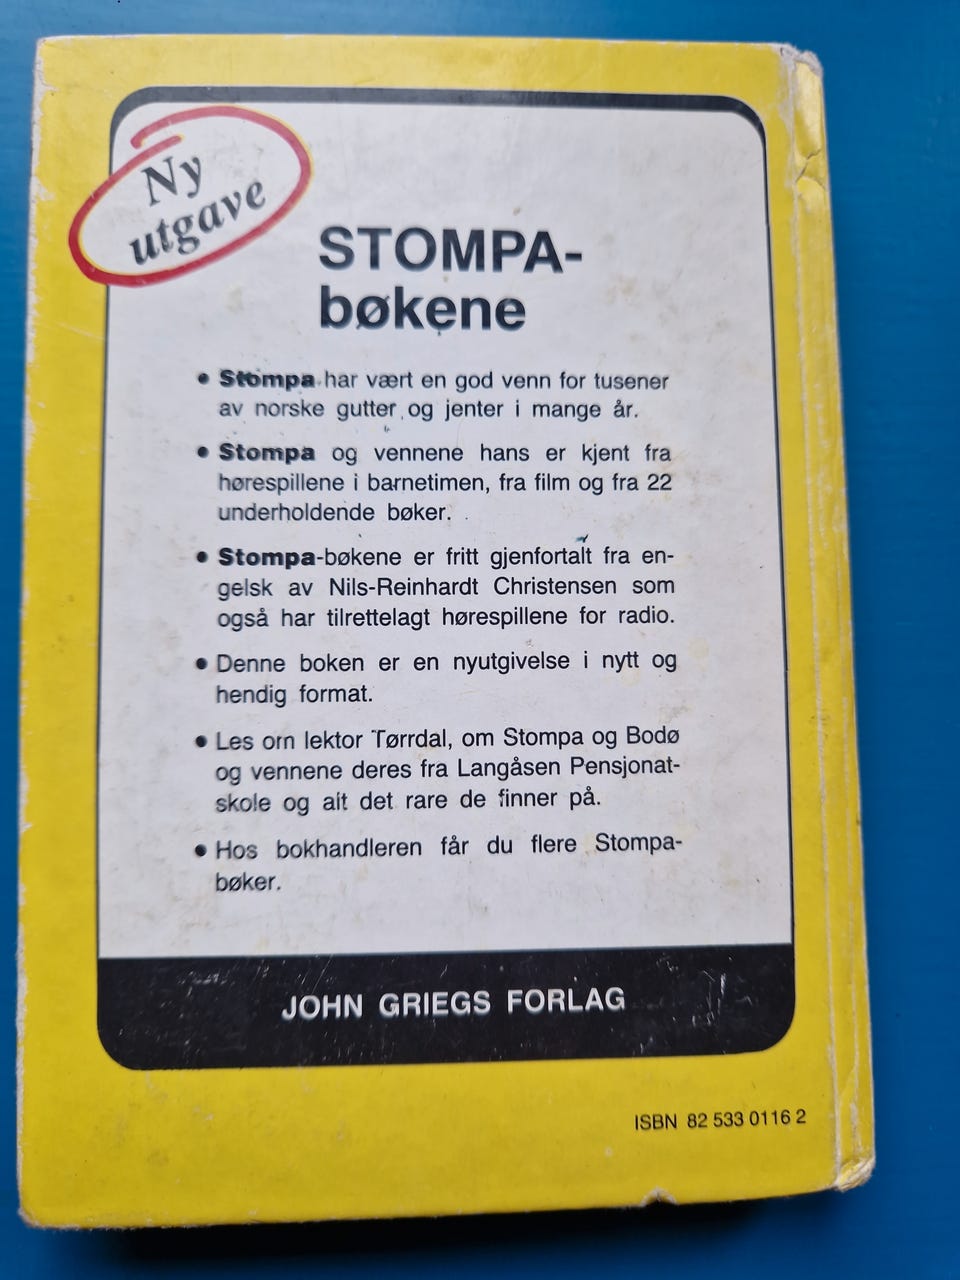 Ny
utgave
STOMPA-
bøkene
• Stompa har vært en god venn for tusener
av norske gutter og jenter i mange år.
• Stompa og vennene hans er kjent fra
hørespillene i barnetimen, fra film og fra 22
underholdende bøker.
• Stompa-bøkene er fritt gjenfortalt fra en-
gelsk av Nils-Reinhardt Christensen som
også har tilrettelagt hørespillene for radio.
• Denne boken er en nyutgivelse i nytt og
hendig format.
• Les om lektor Tørrdal, om Stompa og Bodø
og vennene deres fra Langåsen Pensjonat-
skole og alt det rare de finner på.
• Hos bokhandleren får du flere Stompa-
bøker.
JOHN GRIEGS FORLAG
ISBN 82 533 0116 2